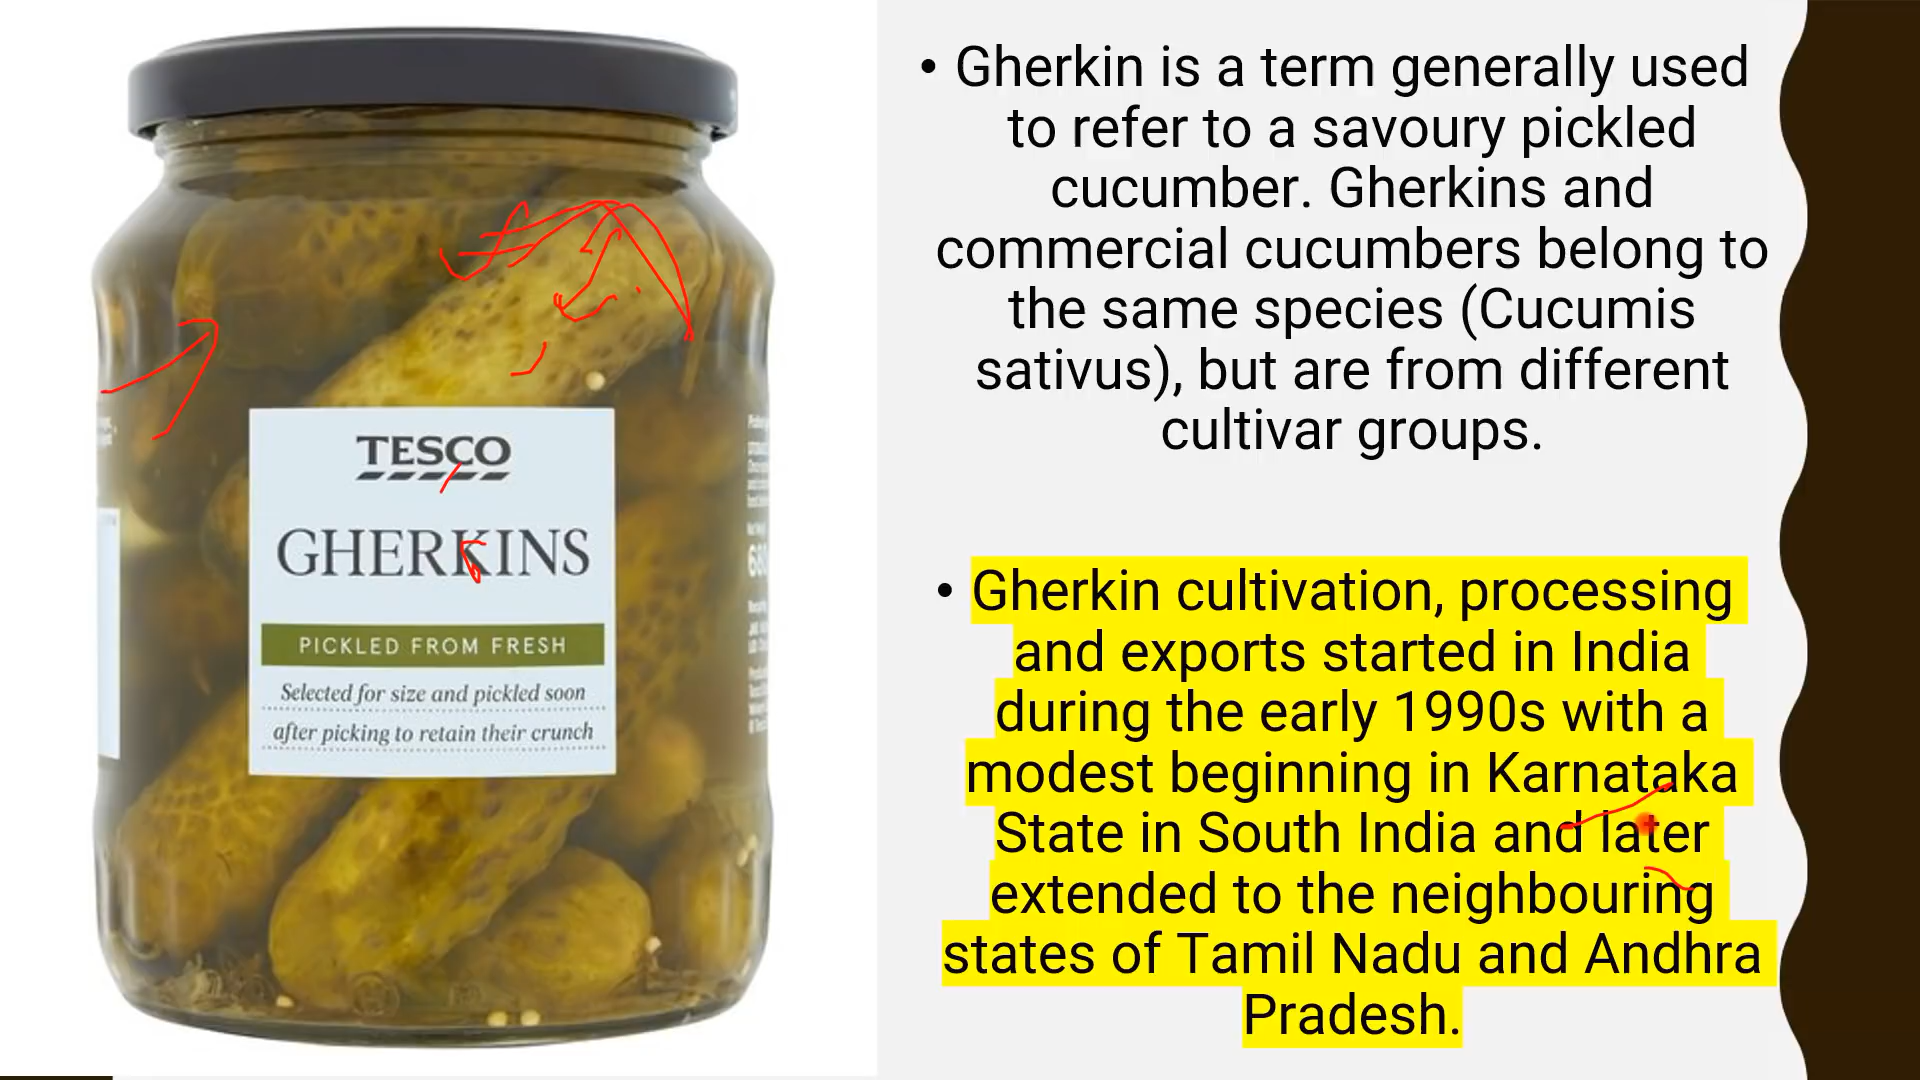 TESCO
GHERKINS
PICKLED FROM FRESH
Selected for size and pickled soon
after picking to retain their crunch
• Gherkin is a term generally used
to refer to a savoury pickled
cucumber. Gherkins and
commercial cucumbers belong to
the same species (Cucumis
sativus), but are from different
cultivar groups.
• Gherkin cultivation, processing
and exports started in India
during the early 1990s with a
modest beginning in Karnataka
State in South India and later
extended to the neighbouring
states of Tamil Nadu and Andhra
Pradesh.